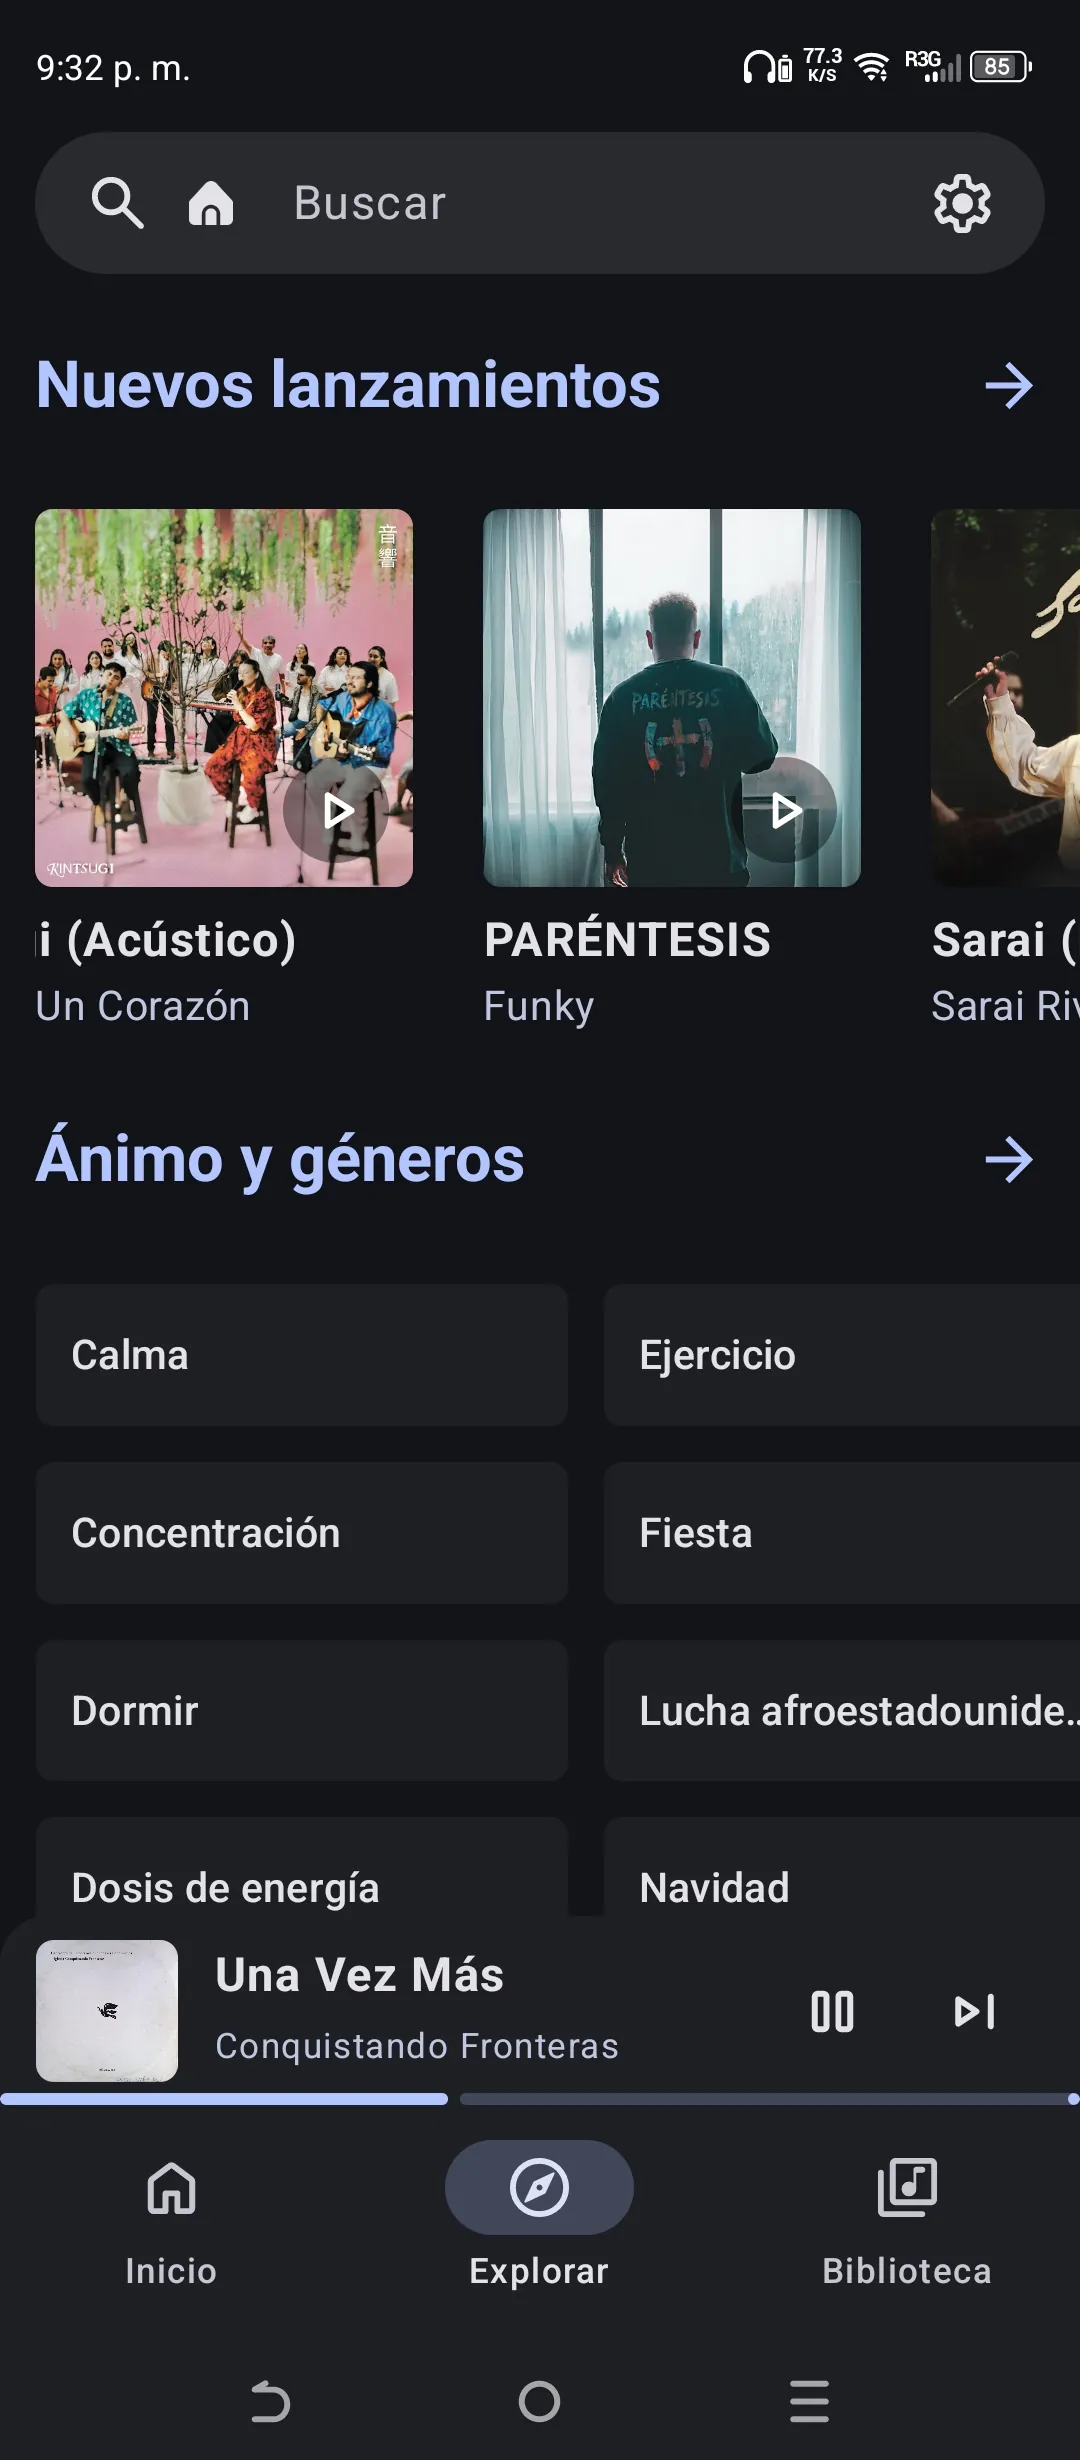 9:32 p. m.
77.3
K/S
R3G
85
Buscar
Nuevos lanzamientos
音
響
KINTSUGI
PARÉNTESIS
i (Acústico)
PARÉNTESIS
Sarai (
Un Corazón
Funky
Sarai Riv
Ánimo y géneros
Calma
Ejercicio
Concentración
Fiesta
Dormir
Lucha afroestadounide…
Dosis de energía
Navidad
Una Vez Más
Conquistando Fronteras
Inicio
Explorar
Biblioteca